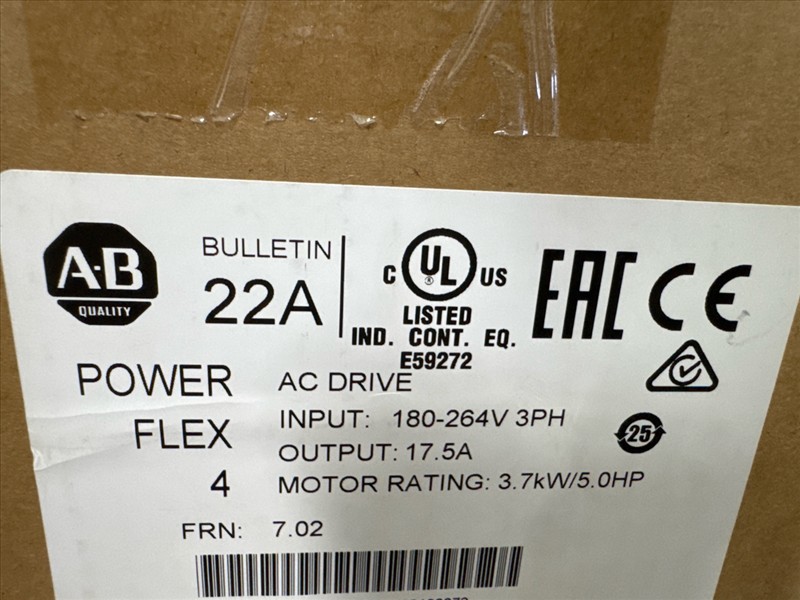 A·B
QUALITY
BULLETIN
22A
C UL US
LISTED
IND. CONT. EQ.
E59272
EAC CE
POWER
FLEX
4
AC DRIVE
INPUT: 180-264V 3PH
OUTPUT: 17.5A
MOTOR RATING: 3.7kW/5.0HP
25
FRN: 7.02